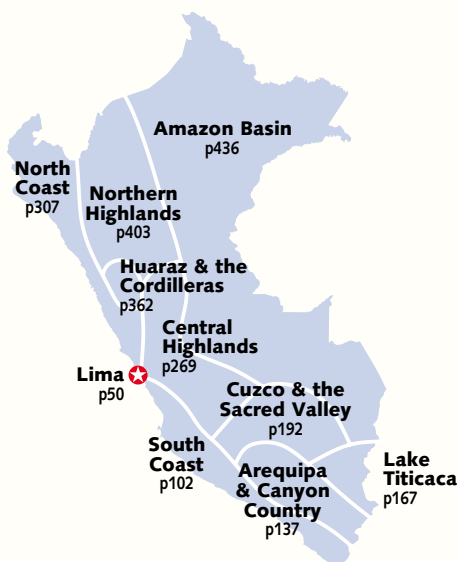 Amazon Basin
p436
North
Coast
p307
Northern
Highlands
p403
Huaraz & the
Cordilleras
p362
Central
Highlands
p269
Lima
p50
Cuzco & the
Sacred Valley
p192
South
Coast
p102
Arequipa
& Canyon
Country
p137
Lake
Titicaca
p167